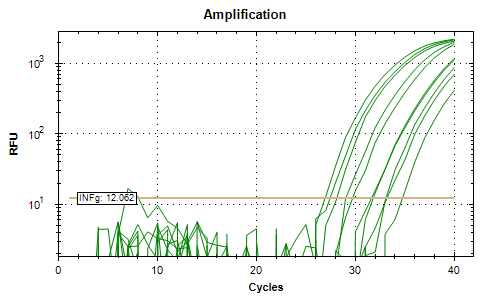 Amplification
10³
10²
10¹
RFU
INFg: 12.062
0 10 20 30 40
Cycles